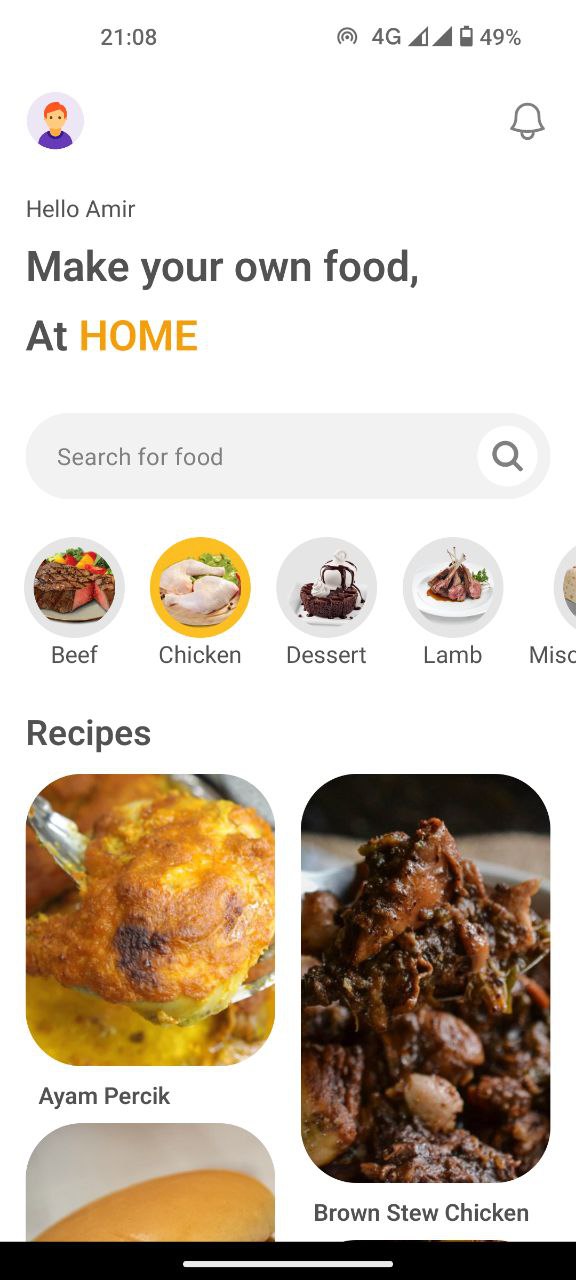 21:08
4G 49%
Hello Amir
Make your own food,
At HOME
Search for food
Beef
Chicken
Dessert
Lamb
Misc
Recipes
Ayam Percik
Brown Stew Chicken